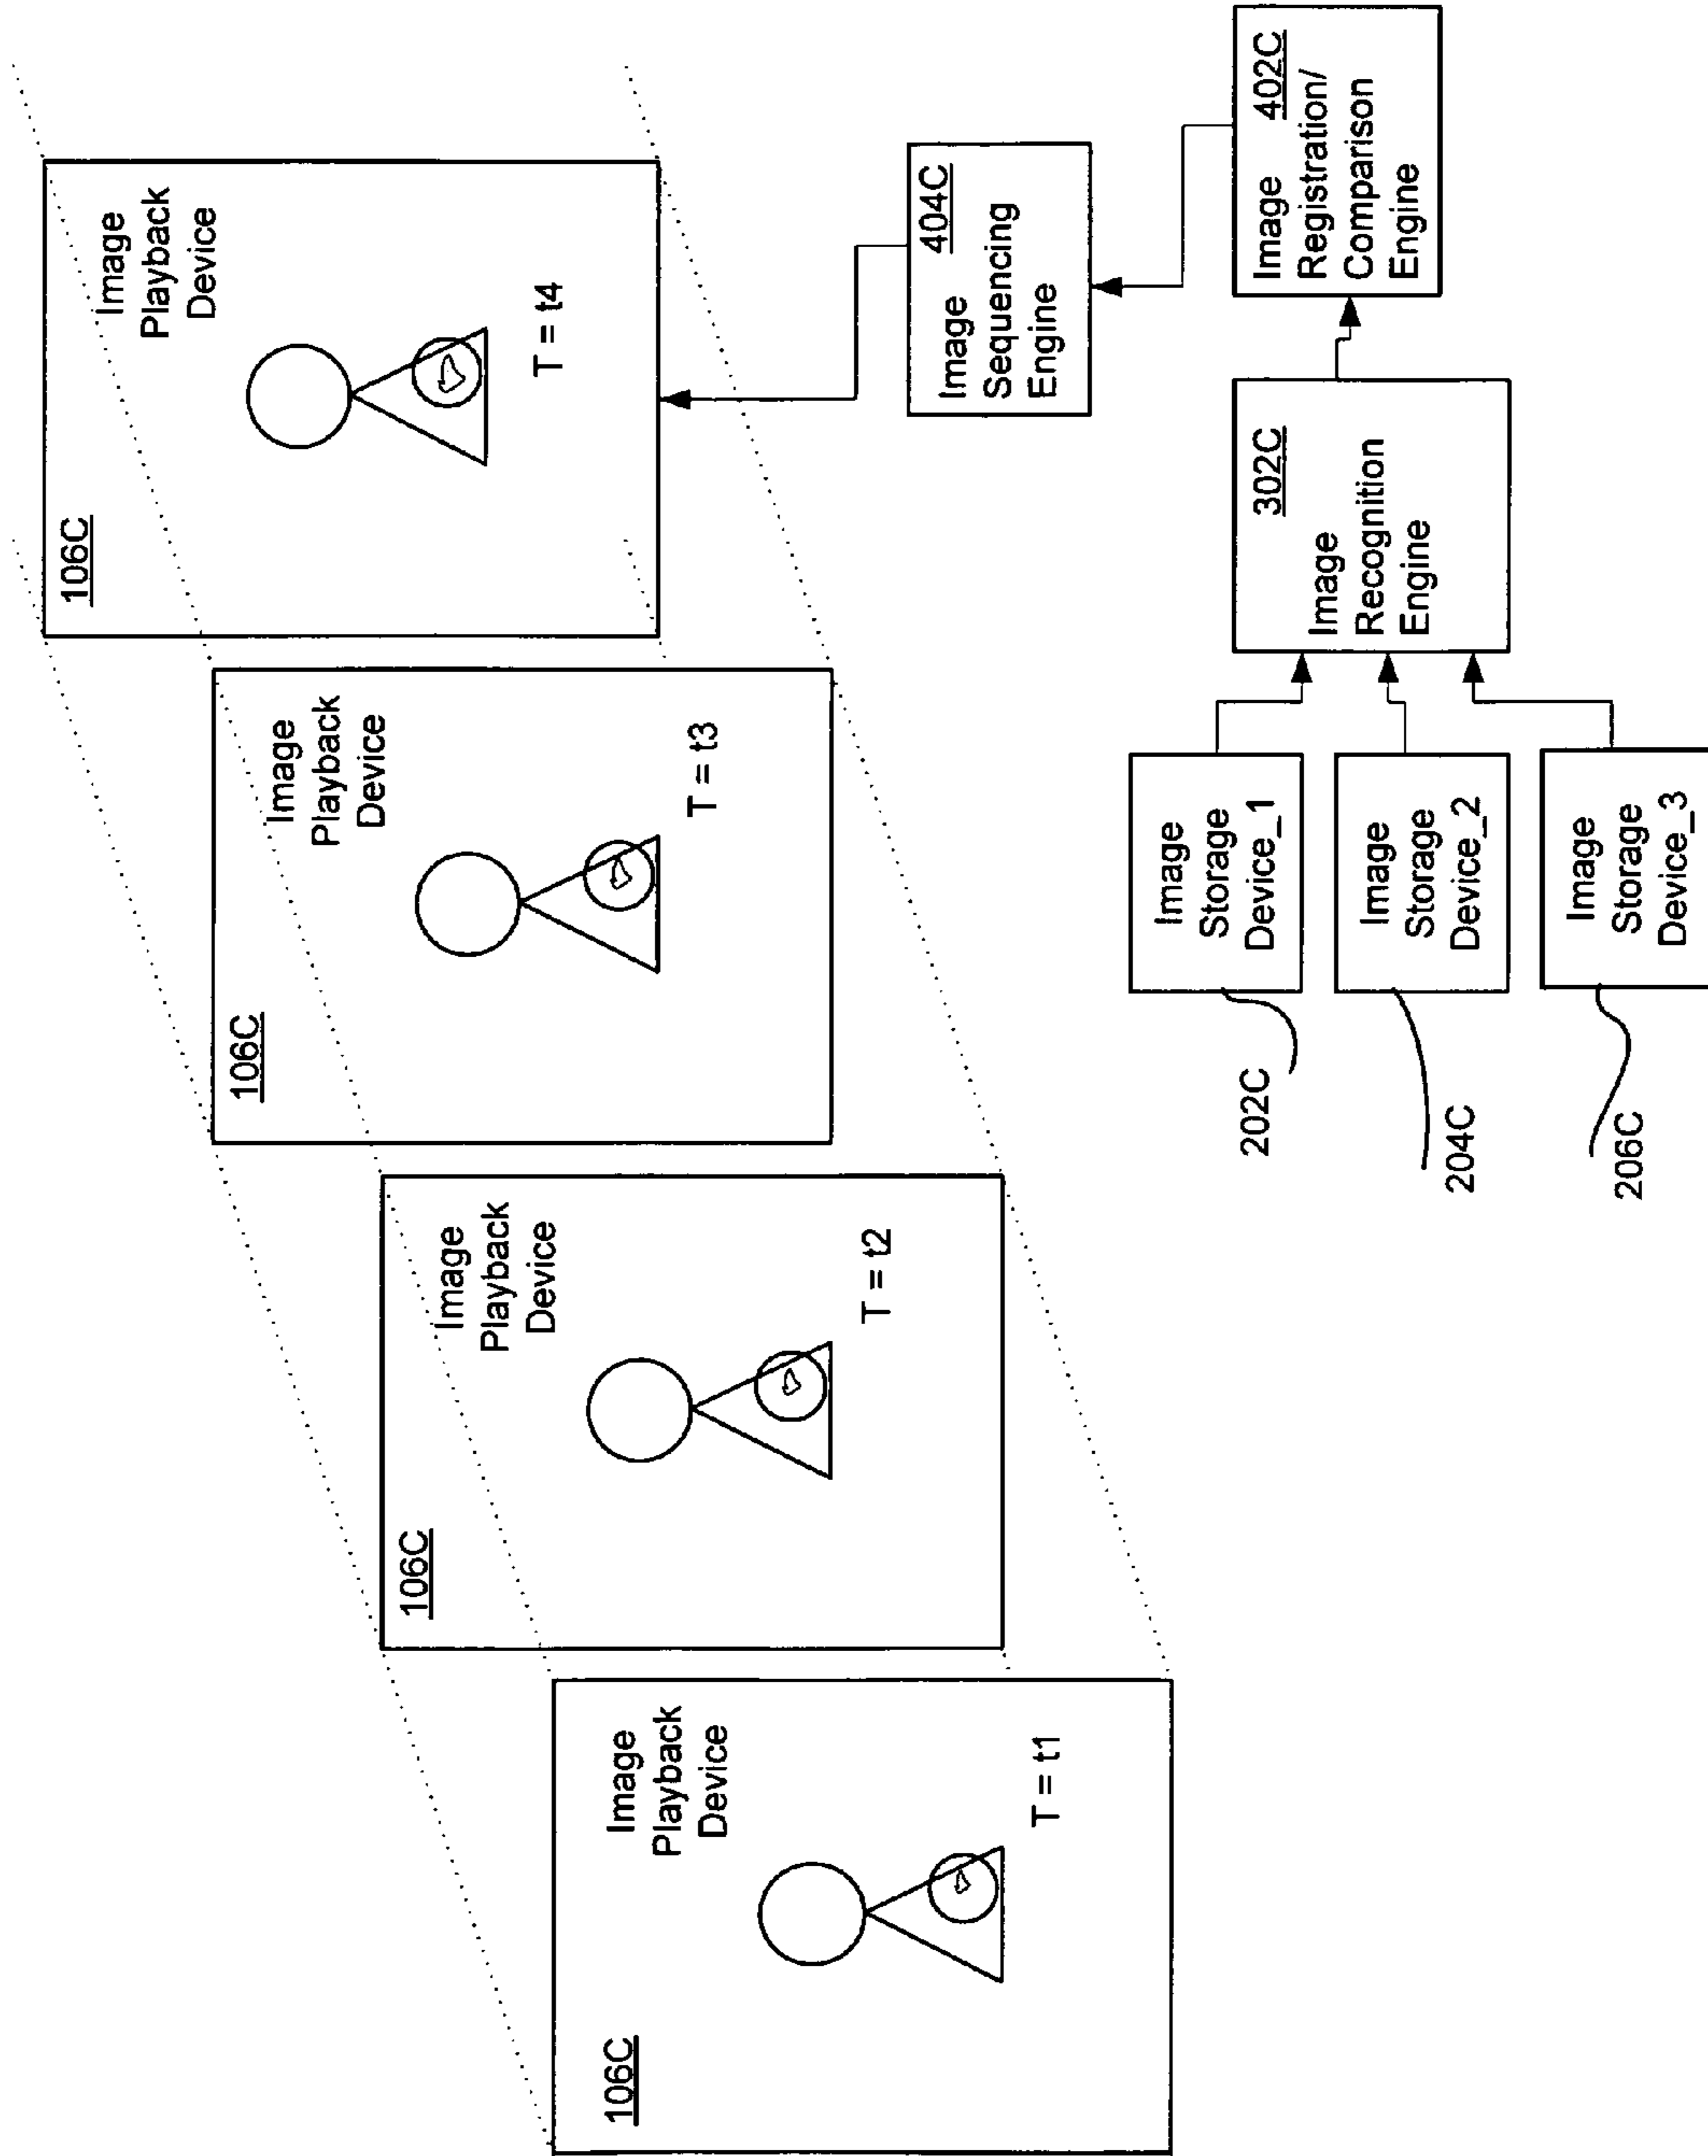 106C
Image
Playback
Device
T = t1
106C
Image
Playback
Device
T = t2
106C
Image
Playback
Device
T = t3
106C
Image
Playback
Device
T = t4
404C
Image
Sequencing
Engine
Image 402C
Registration/
Comparison
Engine
302C
Image
Recognition
Engine
Image
Storage
Device_1
Image
Storage
Device_2
Image
Storage
Device_3
202C
204C
206C